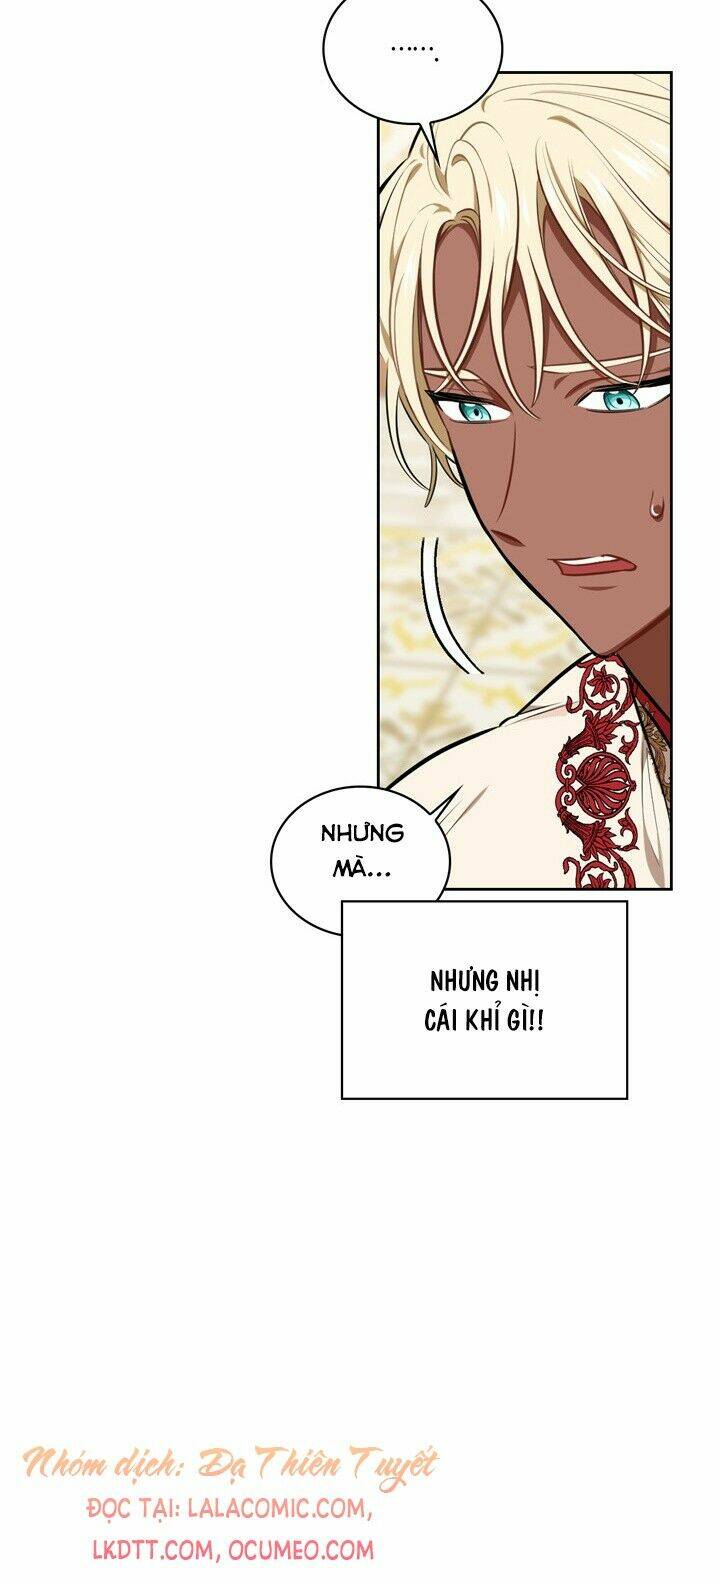 .......
NHƯNG
MÀ...
NHƯNG NHỊ
CÁI KHỈ GÌ!!
Nhóm dịch: Dạ Thiên Tuyết
ĐỌC TẠI: LALACOMIC.COM,
LKDTT.COM, OCUMEO.COM